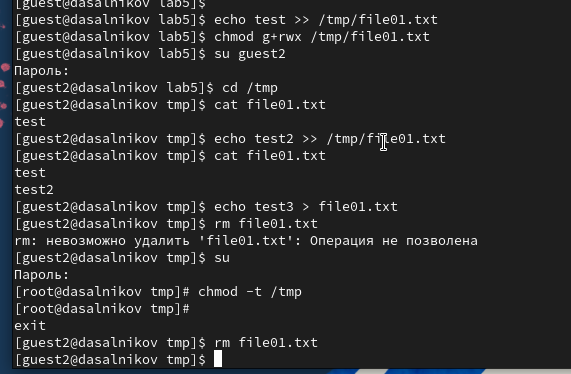 [guest@dasalnikov lab5]$
[guest@dasalnikov lab5]$ echo test >> /tmp/file01.txt
[guest@dasalnikov lab5]$ chmod g+rwx /tmp/file01.txt
[guest@dasalnikov lab5]$ su guest2
Пароль:
[guest2@dasalnikov lab5]$ cd /tmp
[guest2@dasalnikov tmp]$ cat file01.txt
test
[guest2@dasalnikov tmp]$ echo test2 >> /tmp/file01.txt
[guest2@dasalnikov tmp]$ cat file01.txt
test
test2
[guest2@dasalnikov tmp]$ echo test3 > file01.txt
[guest2@dasalnikov tmp]$ rm file01.txt
rm: невозможно удалить 'file01.txt': Операция не позволена
[guest2@dasalnikov tmp]$ su
Пароль:
[root@dasalnikov tmp]# chmod -t /tmp
[root@dasalnikov tmp]#
exit
[guest2@dasalnikov tmp]$ rm file01.txt
[guest2@dasalnikov tmp]$